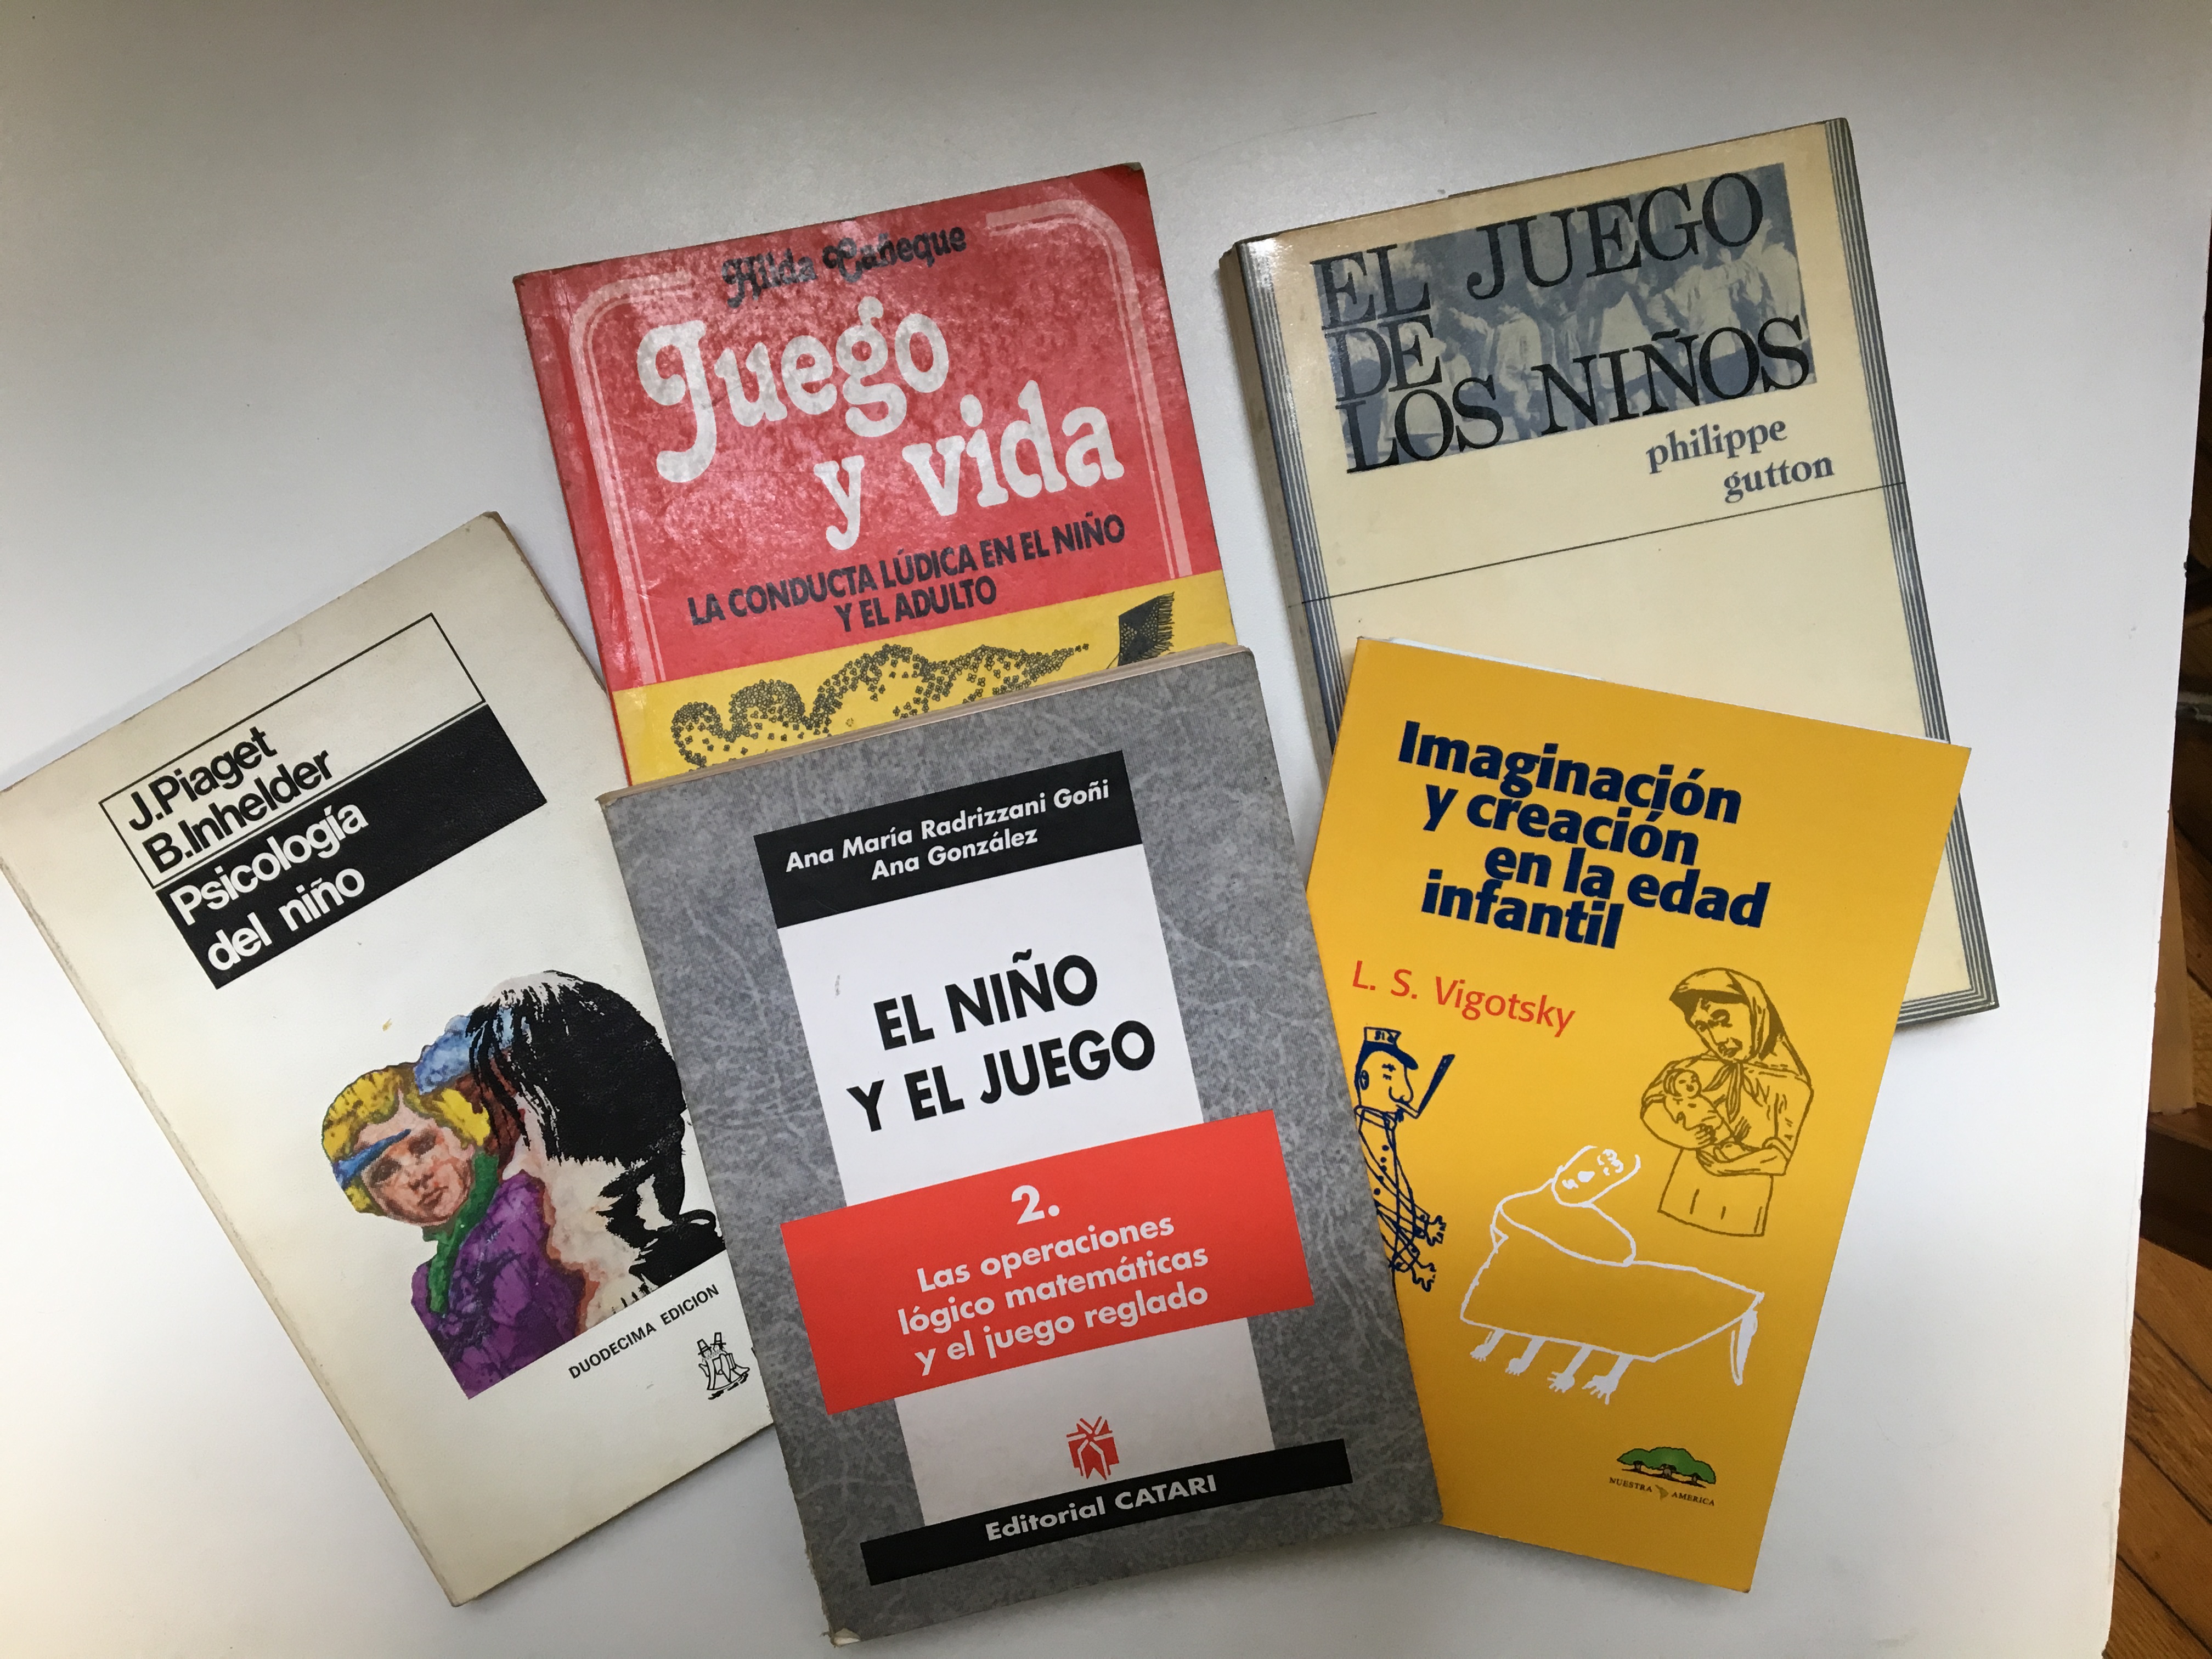 Hilda Cañeque
Juego
y vida
LA CONDUCTA LÚDICA EN EL NIÑO
Y EL ADULTO
EL JUEGO
DE
LOS NIÑOS
philippe
gutton
J. Piaget
B. Inhelder
Psicología
del niño
DUODECIMA EDICION
Ana María Radrizzani Goñi
Ana González
EL NIÑO
Y EL JUEGO
2.
Las operaciones
lógico matemáticas
y el juego reglado
Editorial CATARI
Imaginación
y creación
en la edad
infantil
L. S. Vigotsky
NUESTRA AMERICA